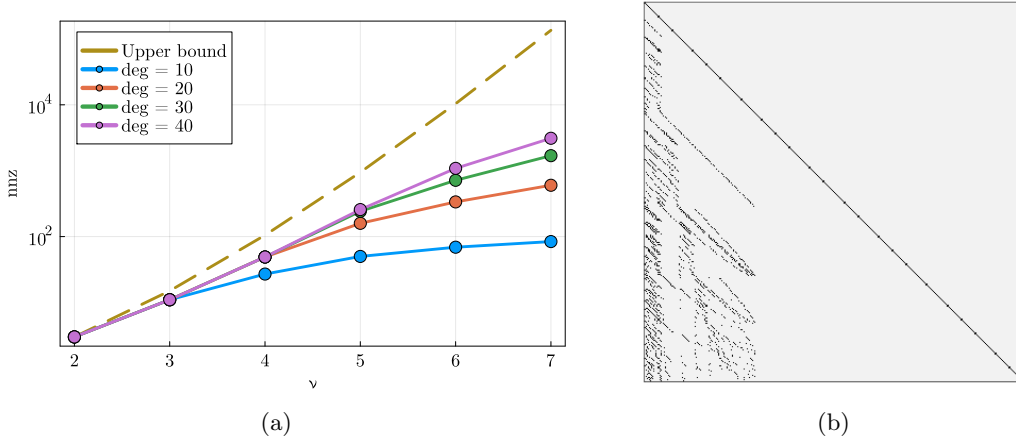 nnz
10^4
10^2
Upper bound
deg = 10
deg = 20
deg = 30
deg = 40
2 3 4 5 6 7
ν
(a)
(b)